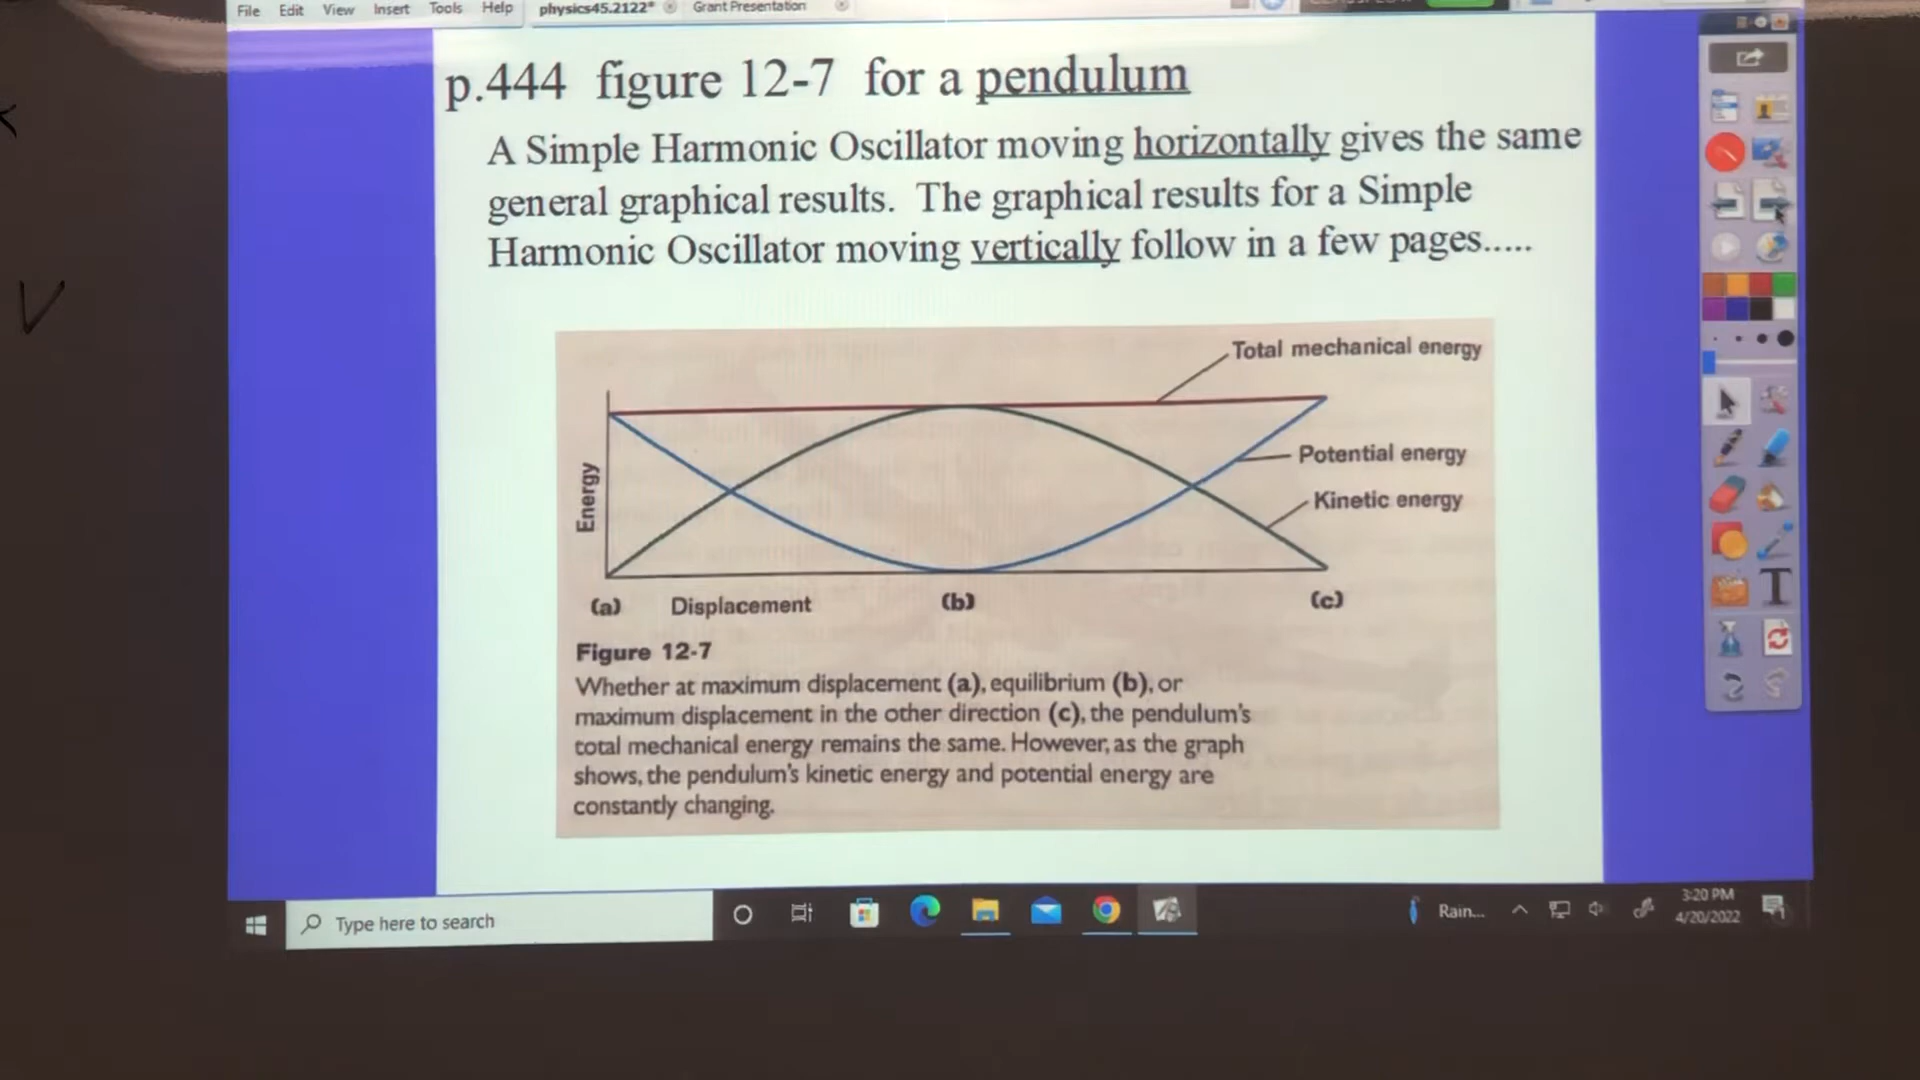 File Edit View Insert Tools Help physics45.2122* Grant Presentation
p.444 figure 12-7 for a pendulum
A Simple Harmonic Oscillator moving horizontally gives the same
general graphical results. The graphical results for a Simple
Harmonic Oscillator moving vertically follow in a few pages.....
Total mechanical energy
Potential energy
Kinetic energy
Energy
(a) Displacement (b) (c)
Figure 12-7
Whether at maximum displacement (a), equilibrium (b), or
maximum displacement in the other direction (c), the pendulum's
total mechanical energy remains the same. However, as the graph
shows, the pendulum's kinetic energy and potential energy are
constantly changing.
T
V
Type here to search
Rain...
3:20 PM
4/20/2022